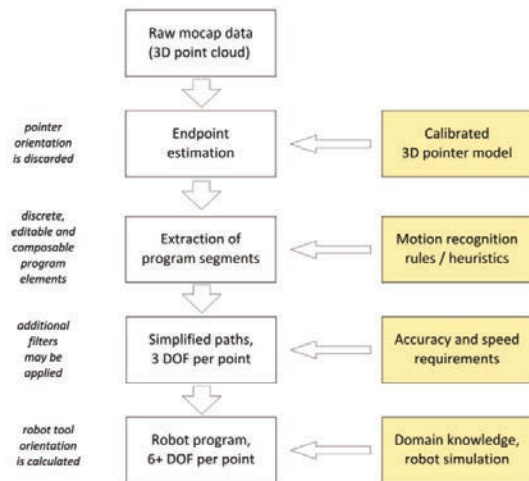 Raw mocap data
(3D point cloud)
pointer
orientation
is discarded
Endpoint
estimation
Calibrated
3D pointer model
discrete,
editable and
composable
program
elements
Extraction of
program segments
Motion recognition
rules / heuristics
additional
filters
may be
applied
Simplified paths,
3 DOF per point
Accuracy and speed
requirements
robot tool
orientation
is calculated
Robot program,
6+ DOF per point
Domain knowledge,
robot simulation